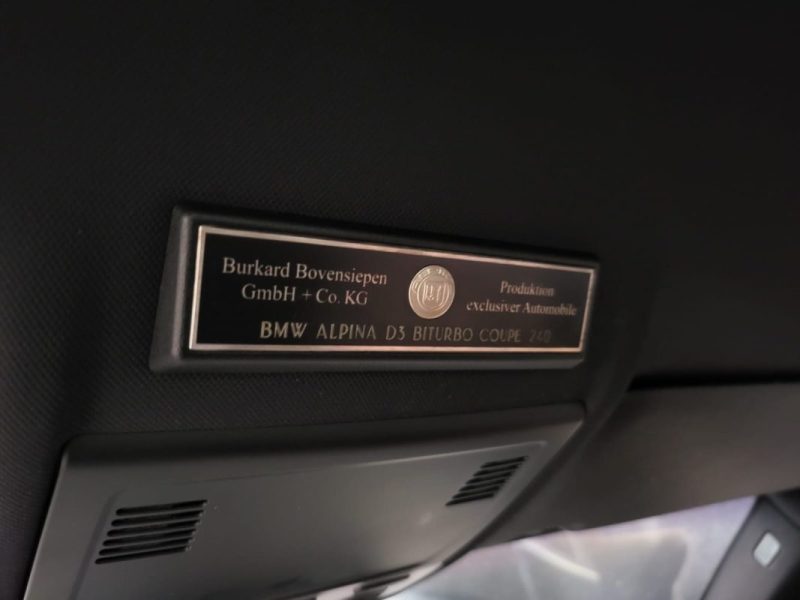 Burkard Bovensiepen
GmbH + Co. KG
Produktion
exclusiver Automobile
BMW ALPINA D3 BITURBO COUPE